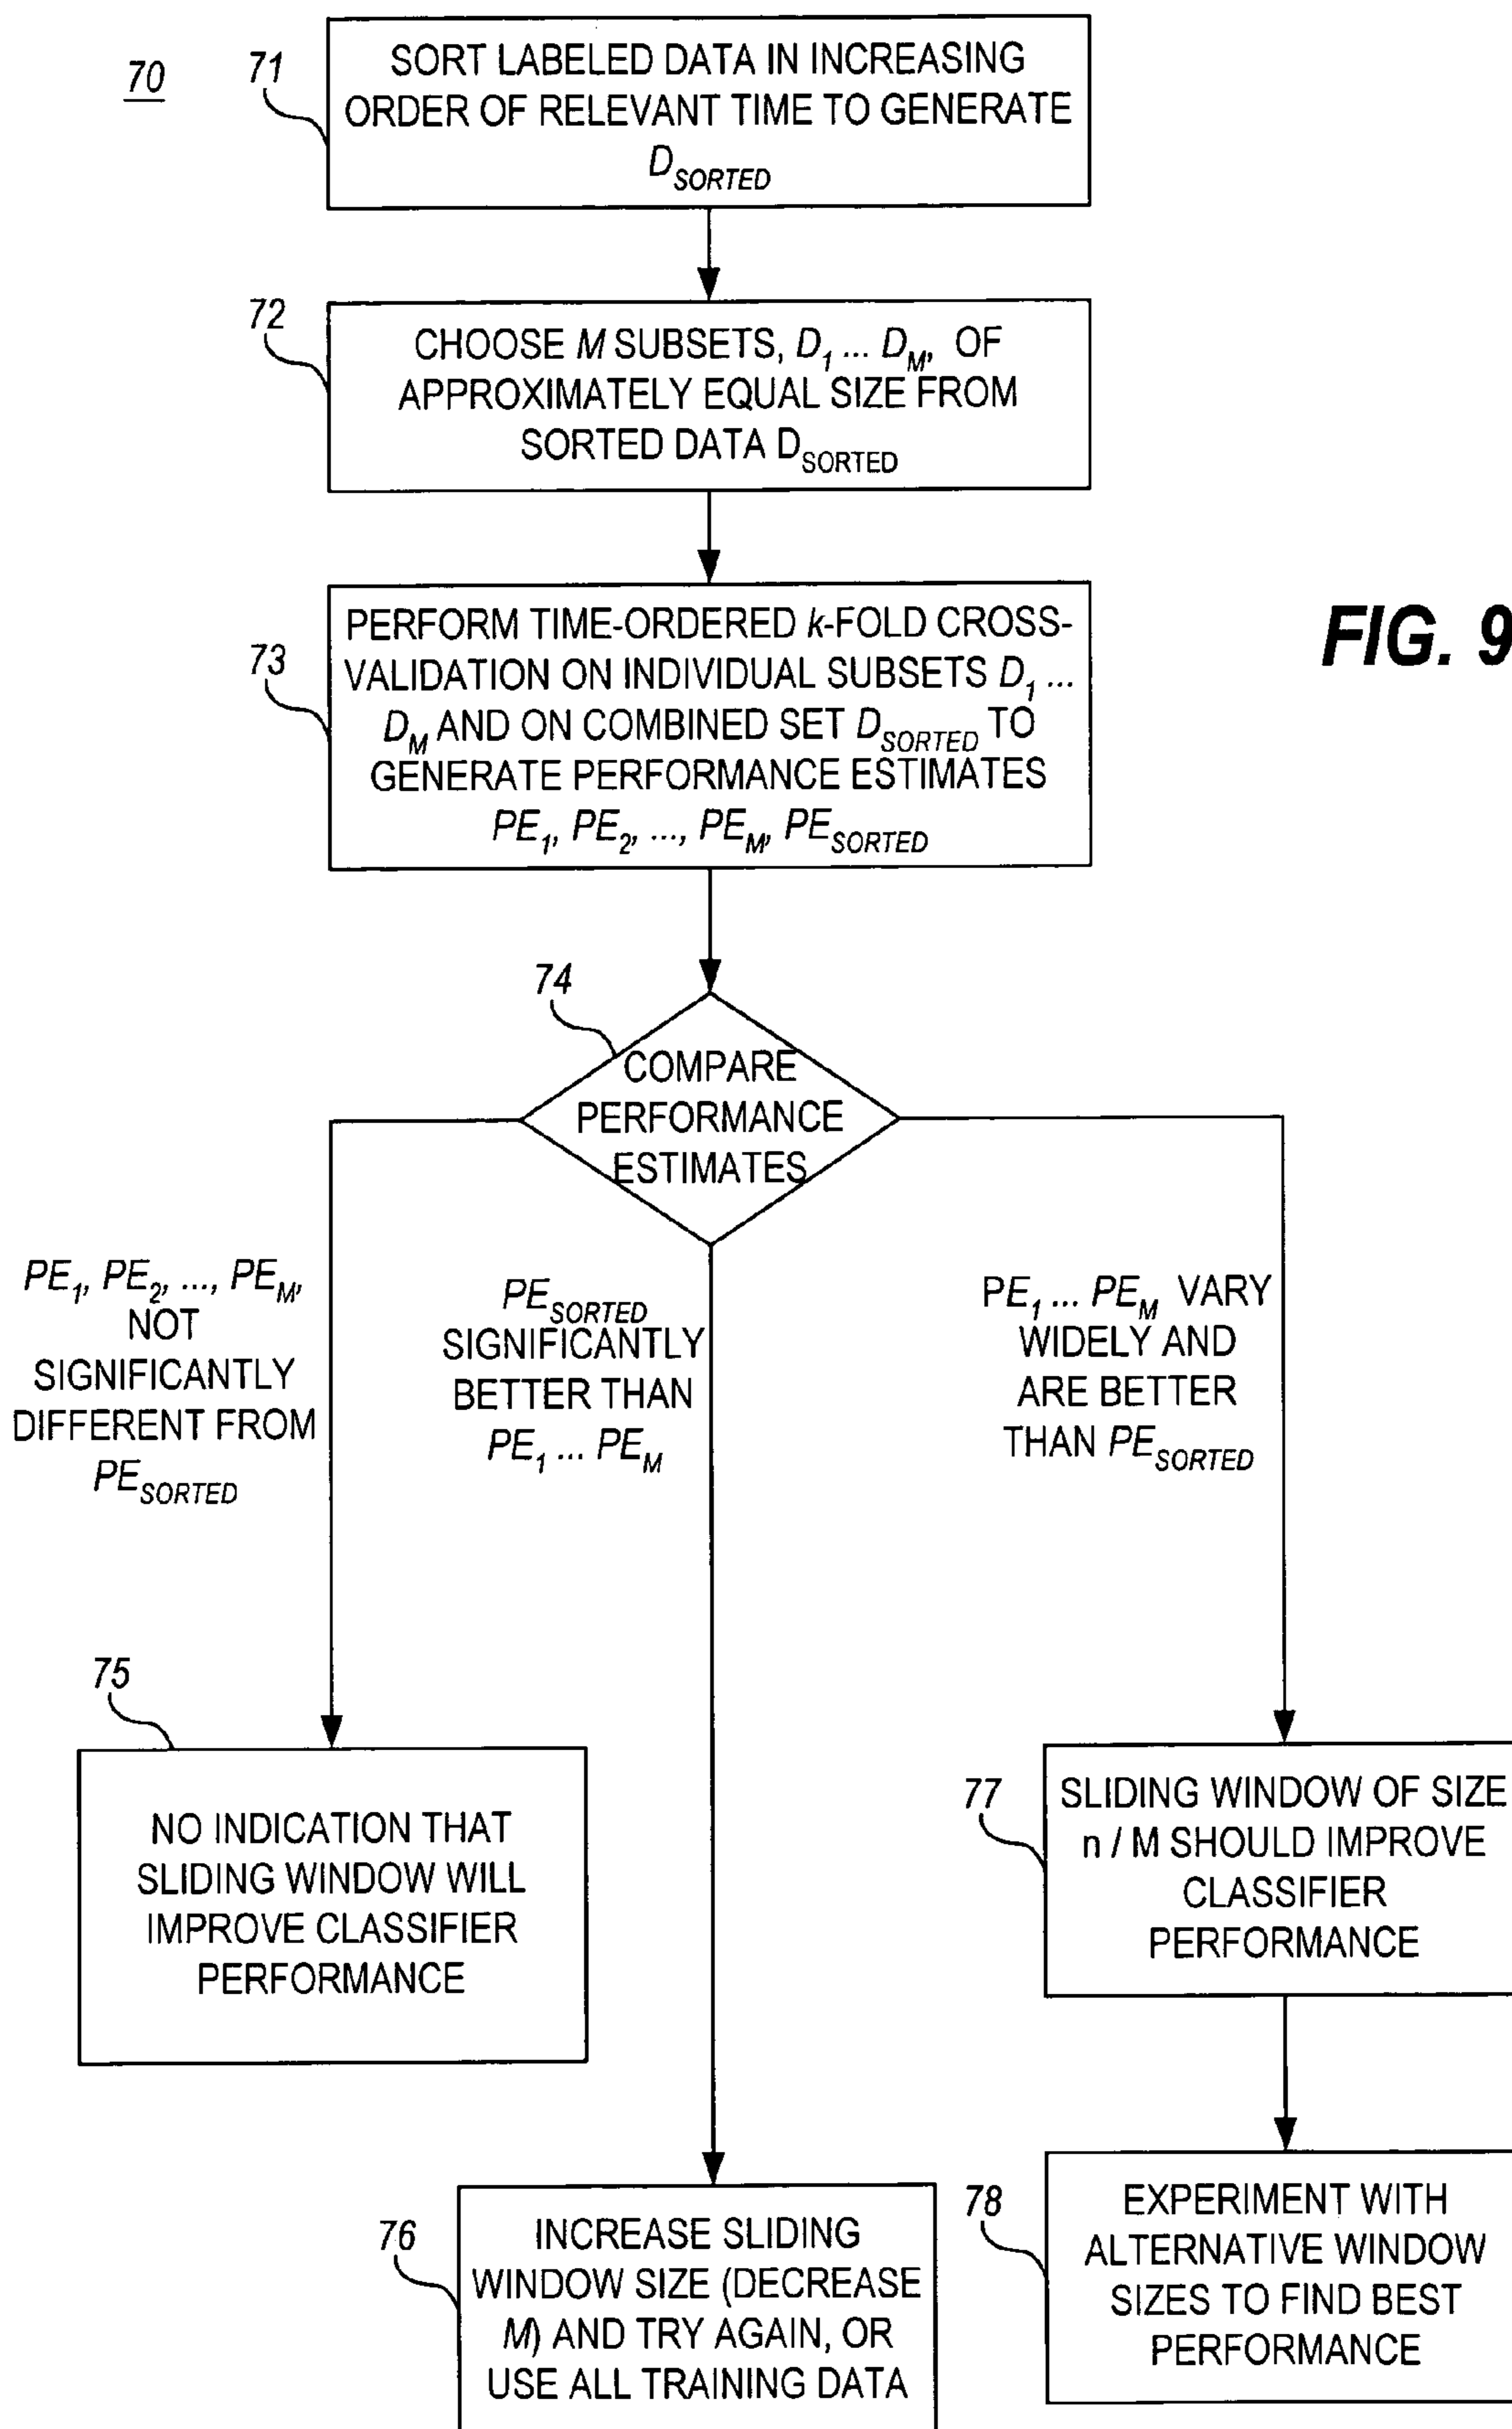 70
71
SORT LABELED DATA IN INCREASING
ORDER OF RELEVANT TIME TO GENERATE
D_SORTED
72
CHOOSE M SUBSETS, D_1 ... D_M, OF
APPROXIMATELY EQUAL SIZE FROM
SORTED DATA D_SORTED
73
PERFORM TIME-ORDERED k-FOLD CROSS-
VALIDATION ON INDIVIDUAL SUBSETS D_1 ...
D_M AND ON COMBINED SET D_SORTED TO
GENERATE PERFORMANCE ESTIMATES
PE_1, PE_2, ..., PE_M, PE_SORTED
FIG. 9
74
COMPARE
PERFORMANCE
ESTIMATES
PE_1, PE_2, ..., PE_M,
NOT
SIGNIFICANTLY
DIFFERENT FROM
PE_SORTED
PE_SORTED
SIGNIFICANTLY
BETTER THAN
PE_1 ... PE_M
PE_1 ... PE_M VARY
WIDELY AND
ARE BETTER
THAN PE_SORTED
75
NO INDICATION THAT
SLIDING WINDOW WILL
IMPROVE CLASSIFIER
PERFORMANCE
76
INCREASE SLIDING
WINDOW SIZE (DECREASE
M) AND TRY AGAIN, OR
USE ALL TRAINING DATA
77
SLIDING WINDOW OF SIZE
n / M SHOULD IMPROVE
CLASSIFIER
PERFORMANCE
78
EXPERIMENT WITH
ALTERNATIVE WINDOW
SIZES TO FIND BEST
PERFORMANCE